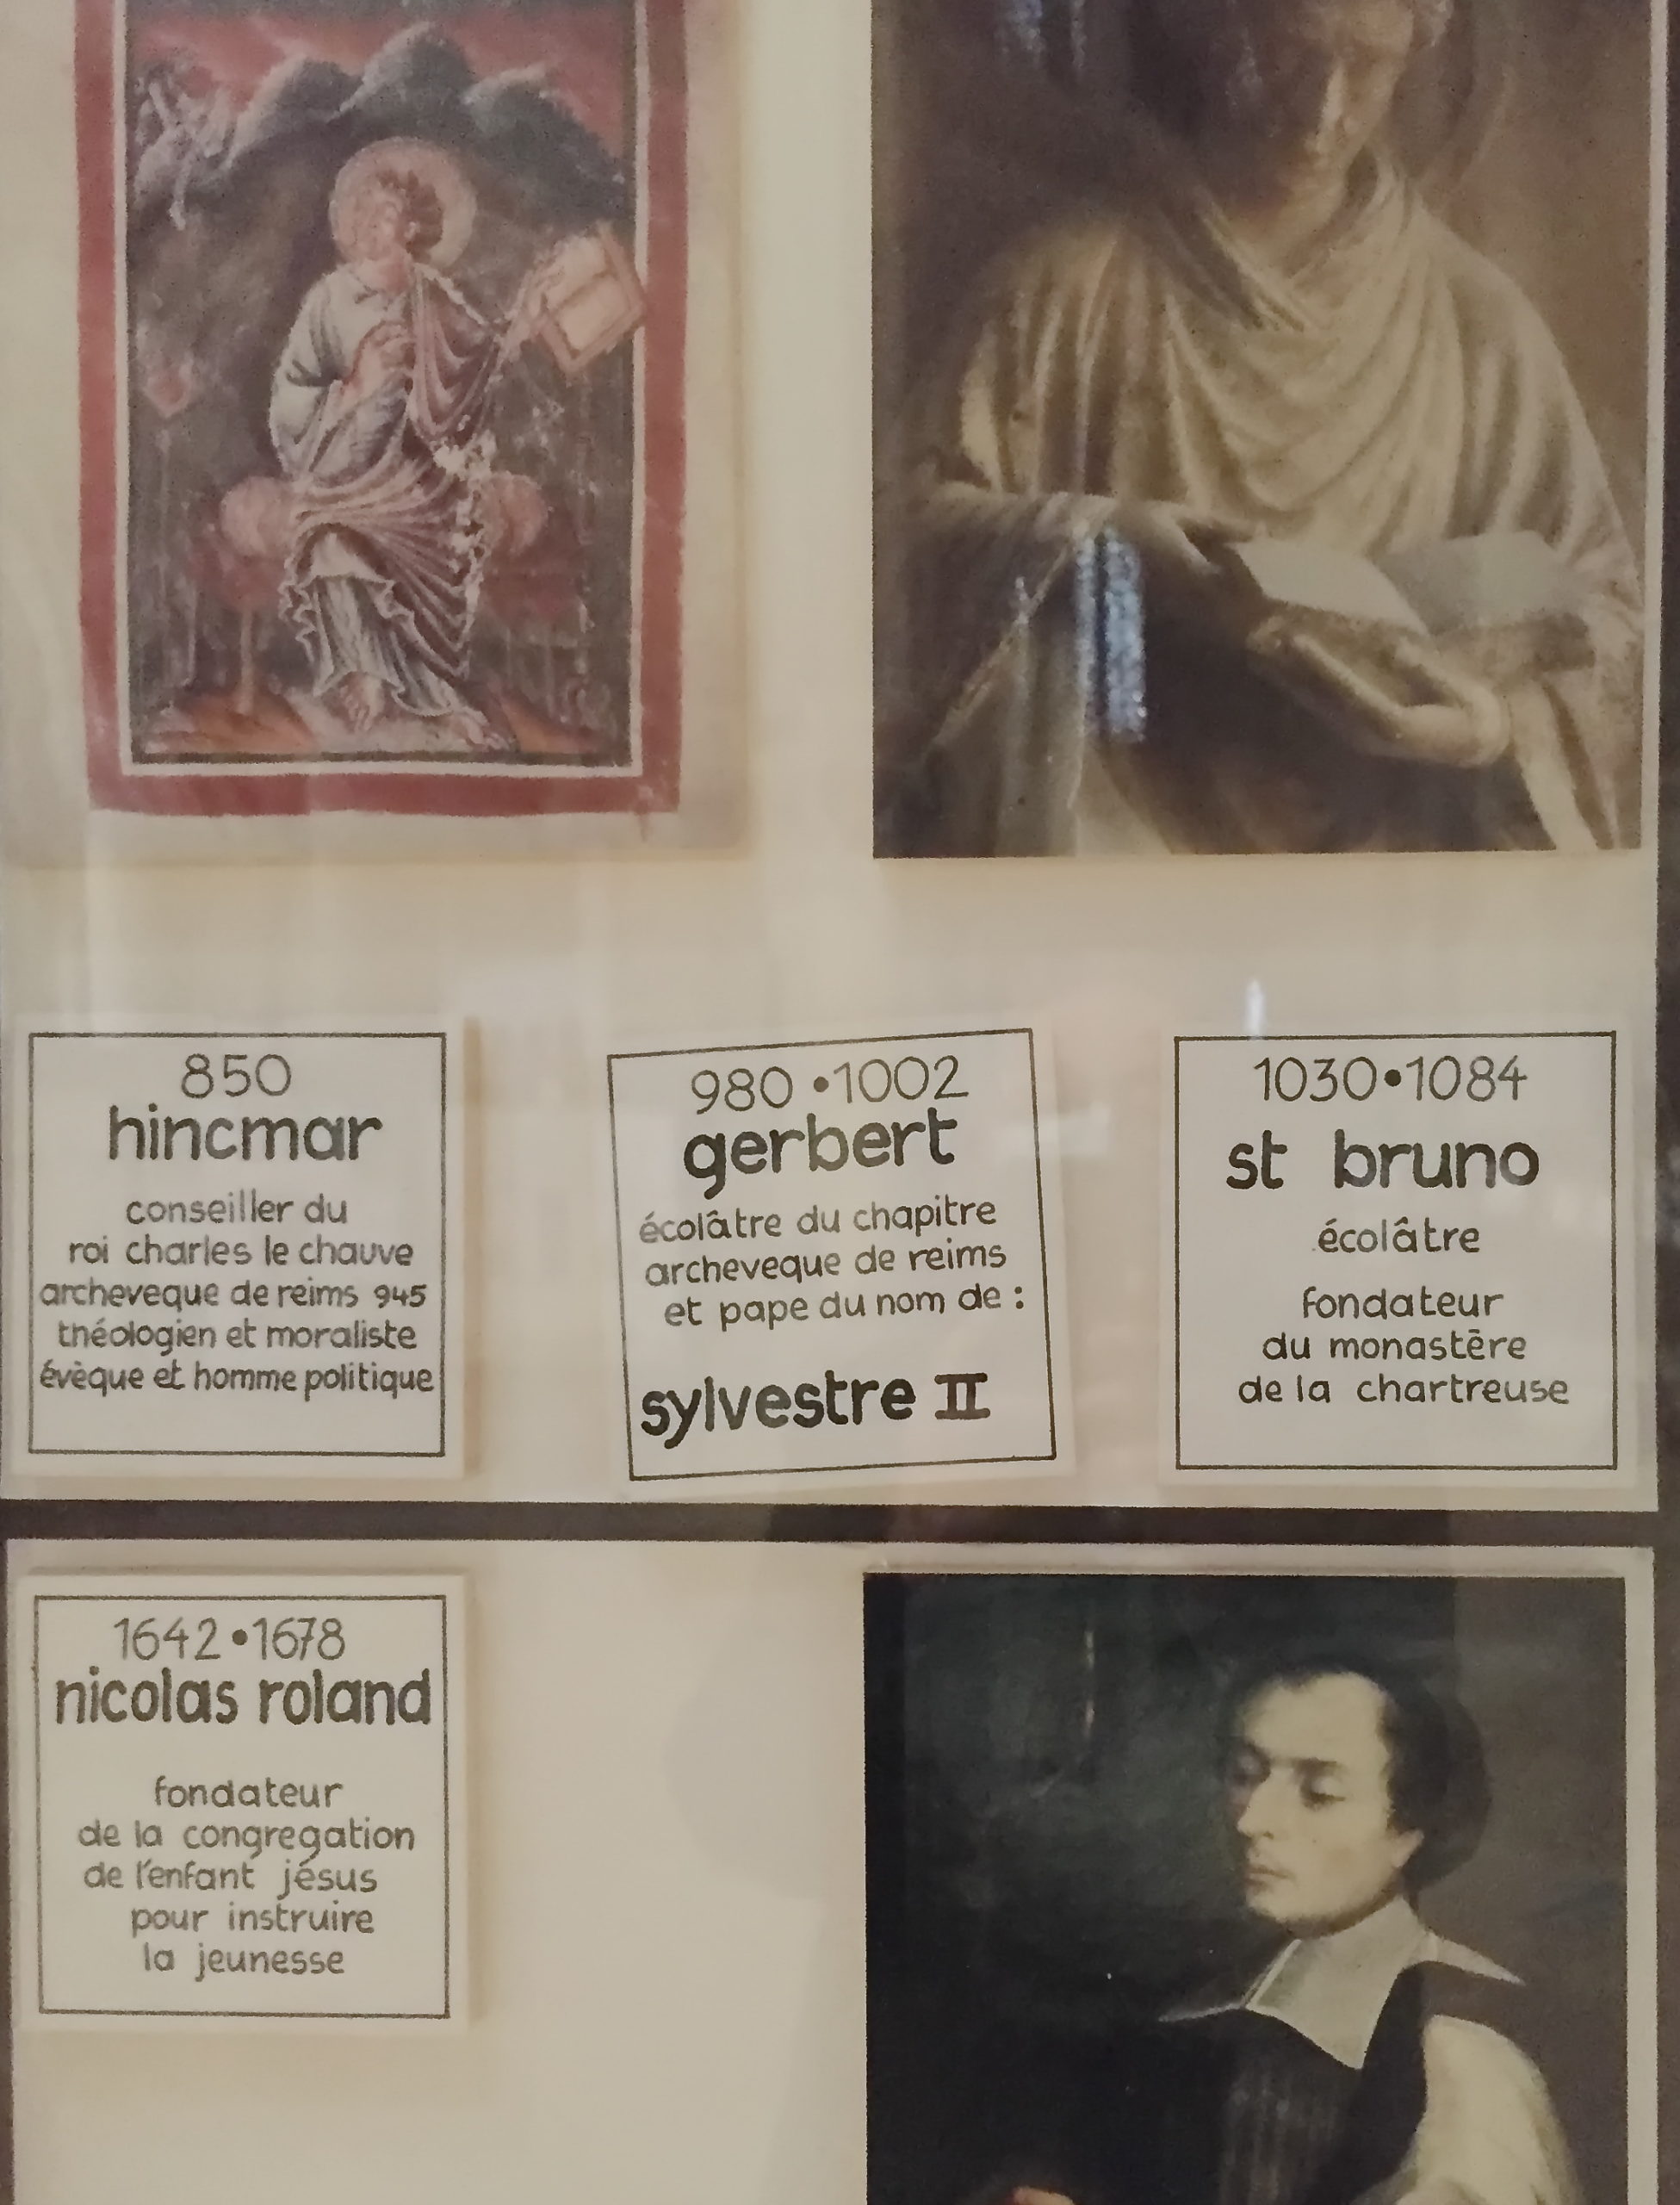 850
hincmar
conseiller du
roi charles le chauve
archeveque de reims 945
théologien et moraliste
évèque et homme politique
980 • 1002
gerbert
écolâtre du chapitre
archeveque de reims
et pape du nom de :
sylvestre II
1030 • 1084
st bruno
écolâtre
fondateur
du monastère
de la chartreuse
1642 • 1678
nicolas roland
fondateur
de la congregation
de l'enfant jésus
pour instruire
la jeunesse